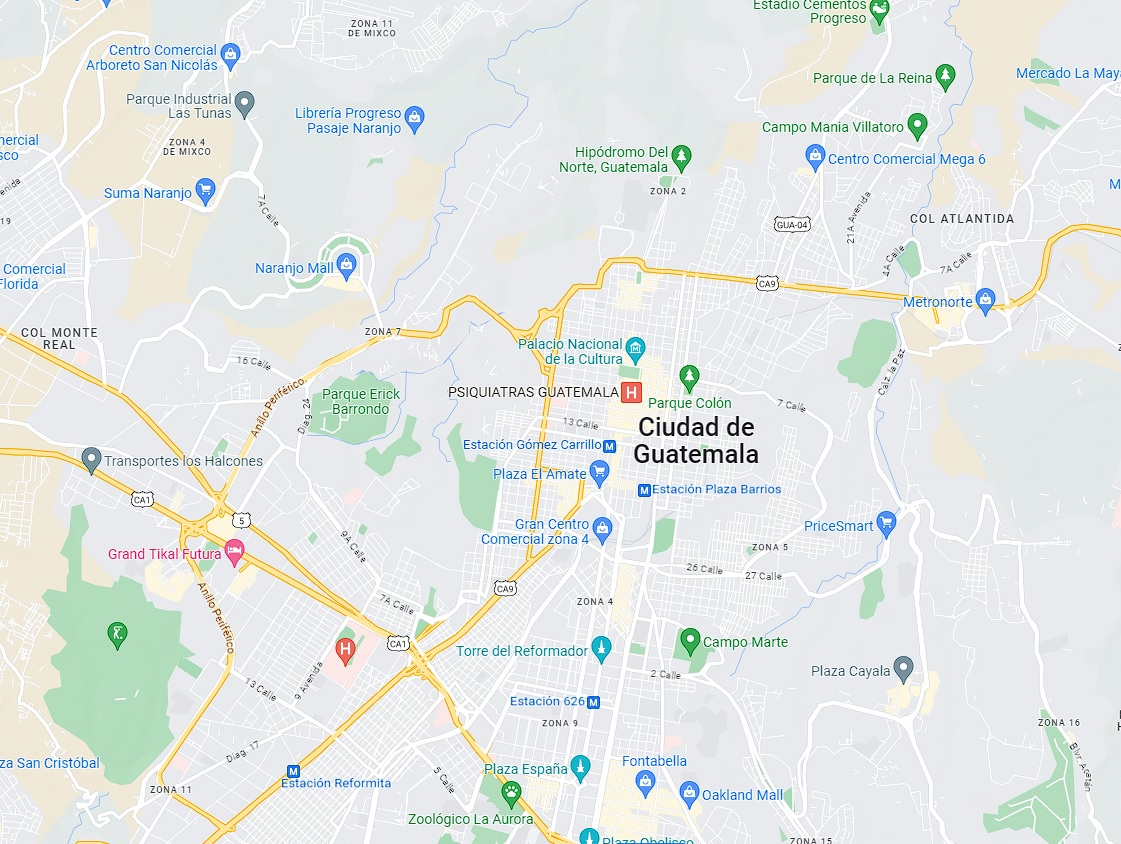 Estadio Cementos
Progreso
ZONA 11
DE MIXCO
Centro Comercial
Arboreto San Nicolás
Parque de La Reina
Mercado La Maya
Parque Industrial
Las Tunas
Librería Progreso
Pasaje Naranjo
Campo Mania Villatoro
ZONA 4
DE MIXCO
Hipódromo Del
Norte, Guatemala
Centro Comercial Mega 6
ZONA 2
Suma Naranjo
19
7A Calle
GUA-04
21A Avenida
COL ATLANTIDA
4A Calle
7A Calle
Comercial
Florida
Naranjo Mall
CA9
Metronorte
COL MONTE
REAL
ZONA 7
Palacio Nacional
de la Cultura
16 Calle
Calz la Paz
Anillo Periférico
Diag. 24
Parque Erick
Barrondo
PSIQUIATRAS GUATEMALA
H
Parque Colón
7 Calle
13 Calle
Ciudad de
Guatemala
Estación Gómez Carrillo
M
Transportes los Halcones
Plaza El Amate
M
Estación Plaza Barrios
CA1
5
Gran Centro
Comercial zona 4
PriceSmart
Grand Tikal Futura
9A Calle
ZONA 5
26 Calle
27 Calle
CA9
Anillo Periférico
7A Calle
ZONA 4
CA1
H
Torre del Reformador
Campo Marte
9 Avenida
2 Calle
Plaza Cayala
13 Calle
Estación 626
M
ZONA 9
ZONA 16
Diag. 17
Blvr. Acatán
za San Cristóbal
M
Estación Reformita
Plaza España
Fontabella
5 Calle
ZONA 11
Oakland Mall
Zoológico La Aurora
Plaza Obelisco
ZONA 15